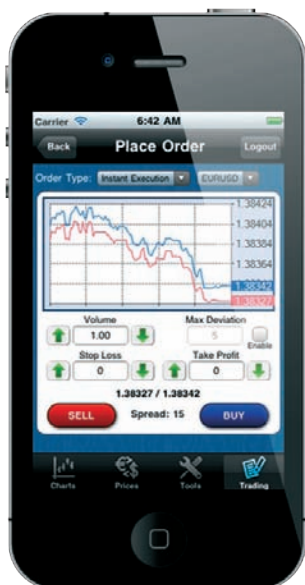 Carrier 6:42 AM
Back Place Order Logout
Order Type: Instant Execution EURUSD
1.38424
1.38404
1.38384
1.38364
1.38342
1.38327
Volume Max Deviation
1.00 5 Enable
Stop Loss Take Profit
0 0
1.38327 / 1.38342
SELL Spread: 15 BUY
Charts Prices Tools Trading